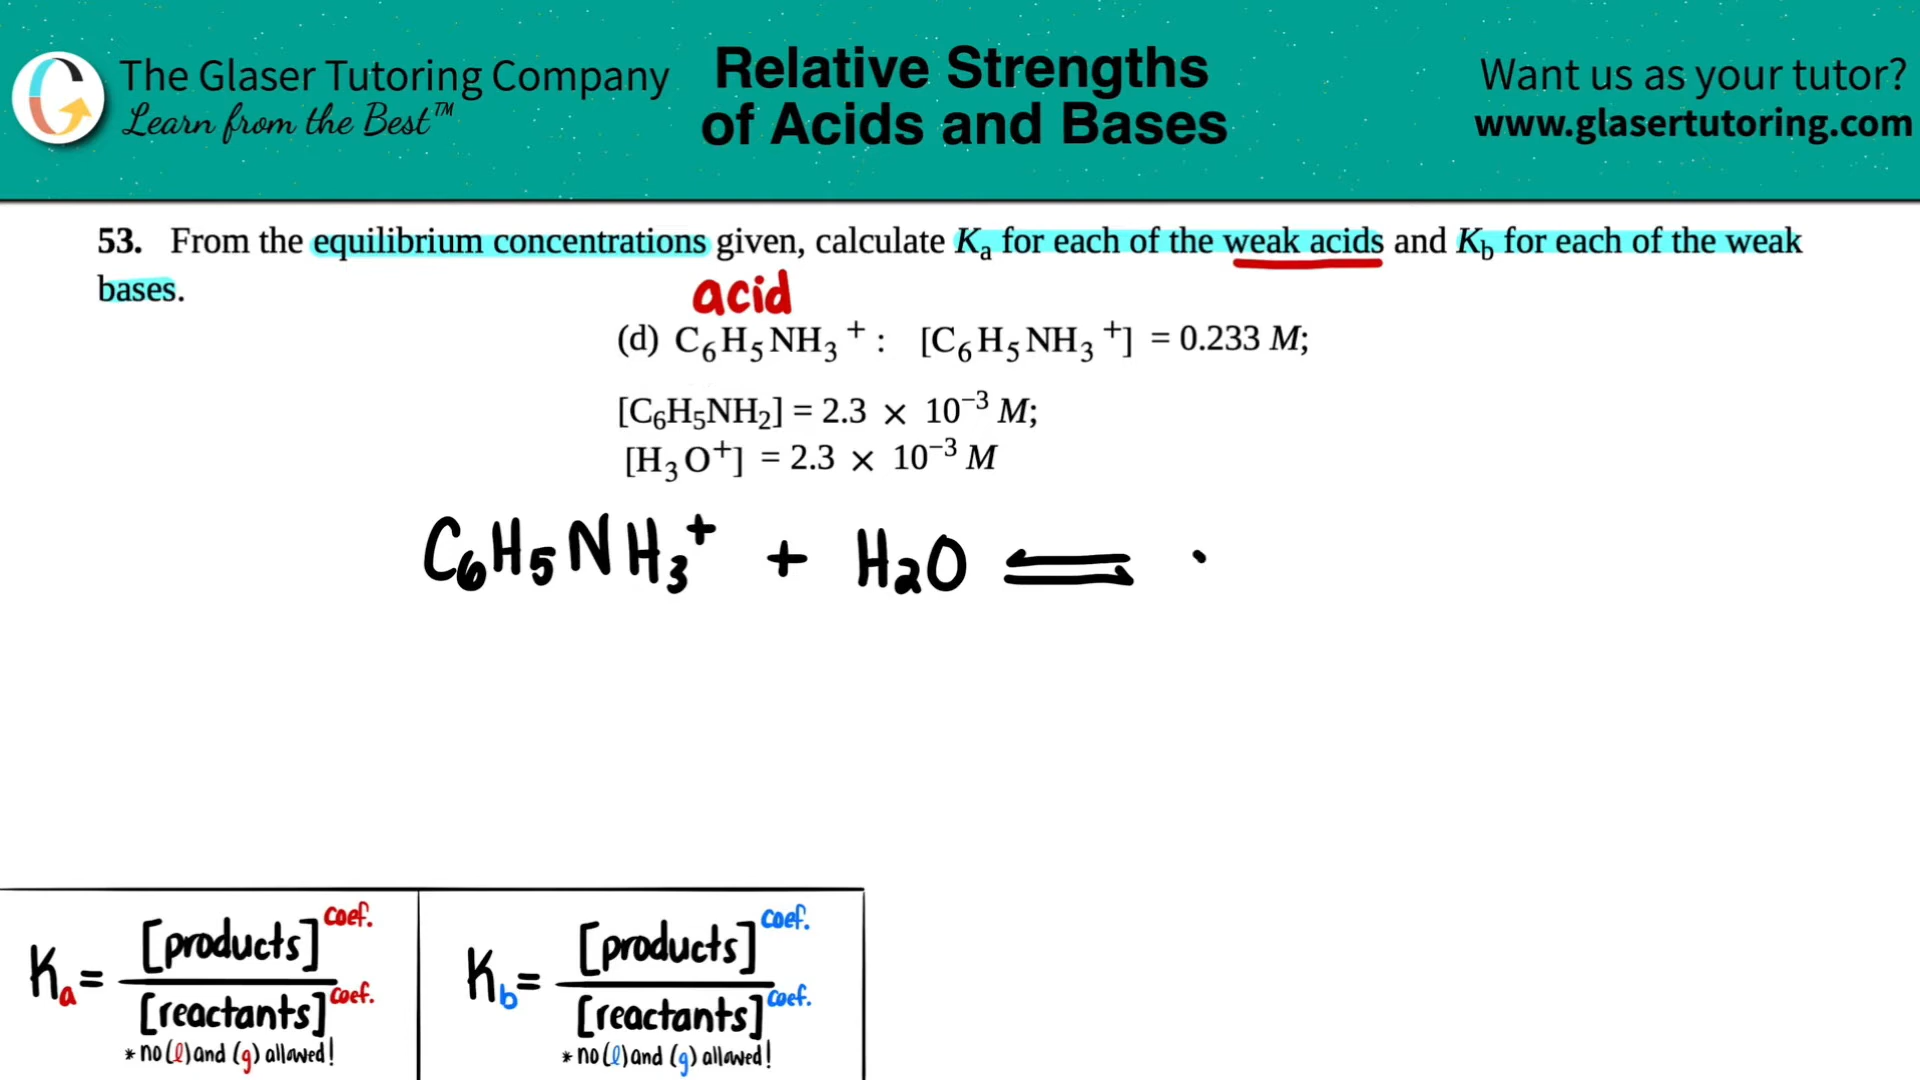 The Glaser Tutoring Company
Learn from the Best™
Relative Strengths
of Acids and Bases
Want us as your tutor?
www.glasertutoring.com
53. From the equilibrium concentrations given, calculate Kₐ for each of the weak acids and K_b for each of the weak
bases.
acid
(d) C₆H₅NH₃⁺ : [C₆H₅NH₃⁺] = 0.233 M;
[C₆H₅NH₂] = 2.3 × 10⁻³ M;
[H₃O⁺] = 2.3 × 10⁻³ M
C₆H₅NH₃⁺ + H₂O ⇌
Kₐ = [products]^coef. / [reactants]^coef.
* no (l) and (g) allowed!
K_b = [products]^coef. / [reactants]^coef.
* no (l) and (g) allowed!